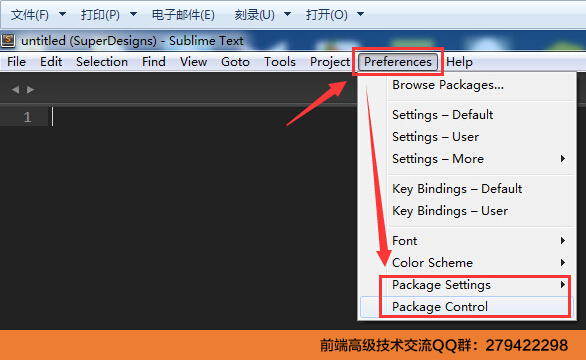 文件(F) 打印(P) 电子邮件(E) 刻录(U) 打开(O)
untitled (SuperDesigns) - Sublime Text
File Edit Selection Find View Goto Tools Project Preferences Help
Browse Packages...
Settings – Default
1
Settings – User
Settings – More
Key Bindings – Default
Key Bindings – User
Font
Color Scheme
Package Settings
Package Control
前端高级技术交流QQ群：279422298